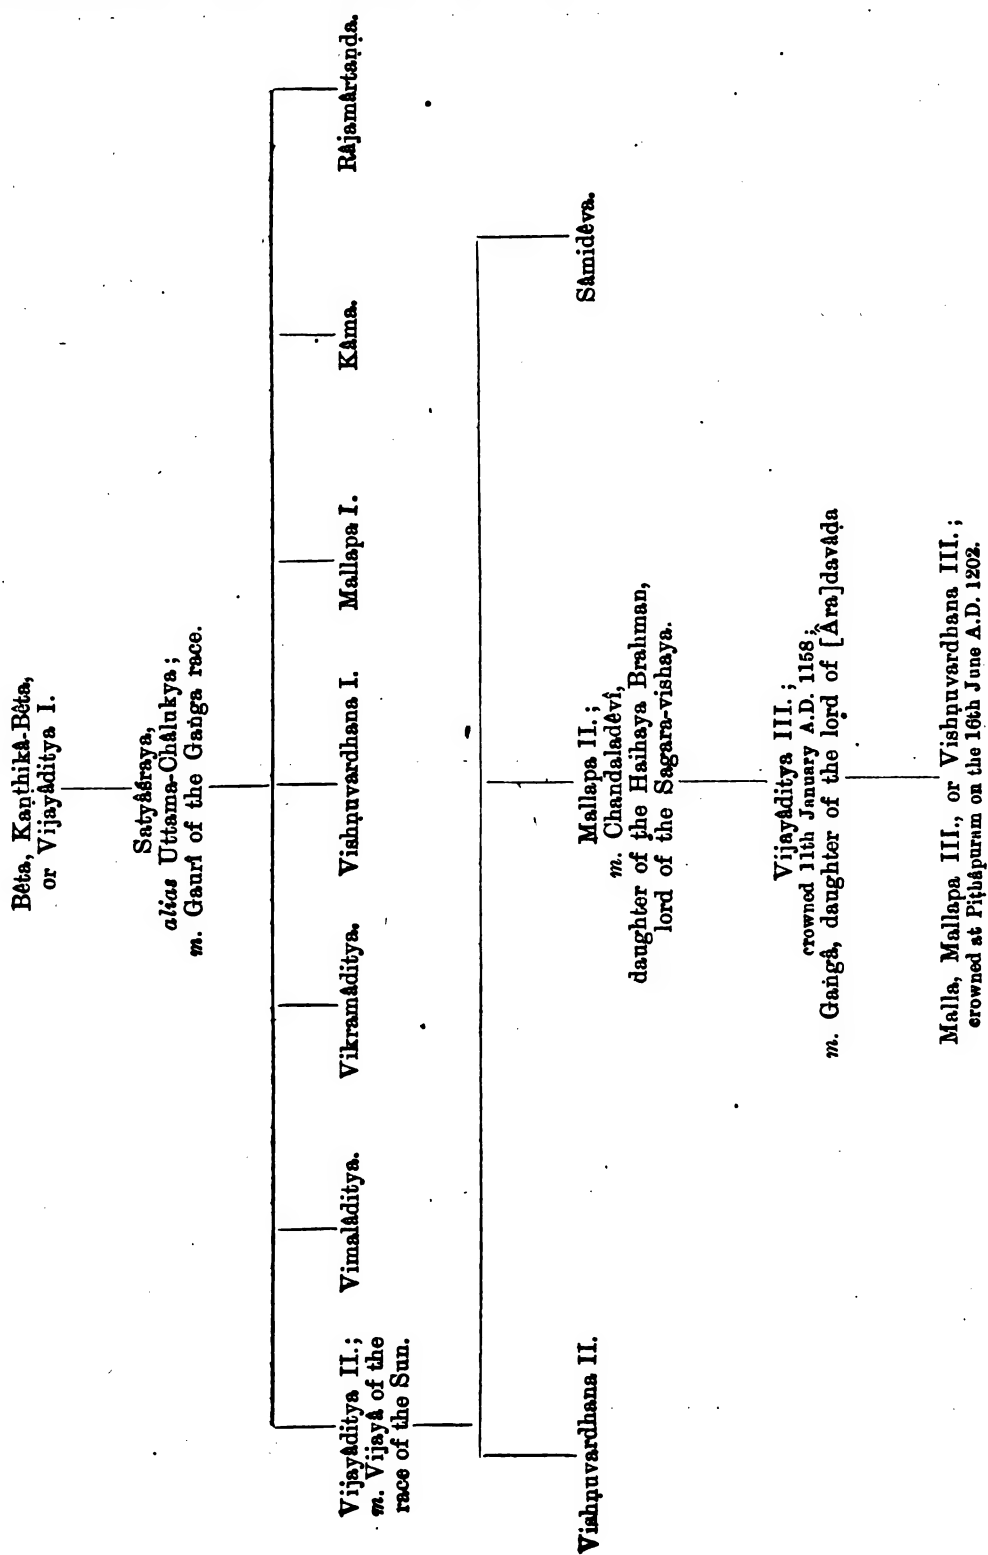 Bêta, Kaṇṭhikâ-Bêta,
or Vijayâditya I.
Satyâśraya,
alias Uttama-Châlukya;
m. Gaurî of the Gaṅga race.
Vijayâditya II.;
m. Vijayâ of the
race of the Sun.
Vimalâditya.
Vikramâditya.
Vishṇuvardhana I.
Mallapa I.
Kâma.
Râjamârtaṇḍa.
Vishṇuvardhana II.
Mallapa II.;
m. Chandaladêvî,
daughter of the Haihaya Brahman,
lord of the Sagara-vishaya.
Sâmidêva.
Vijayâditya III.;
crowned 11th January A.D. 1158;
m. Gaṅgâ, daughter of the lord of [Âra]davâḍa
Malla, Mallapa III., or Vishṇuvardhana III.;
crowned at Piṭhâpuram on the 16th June A.D. 1202.